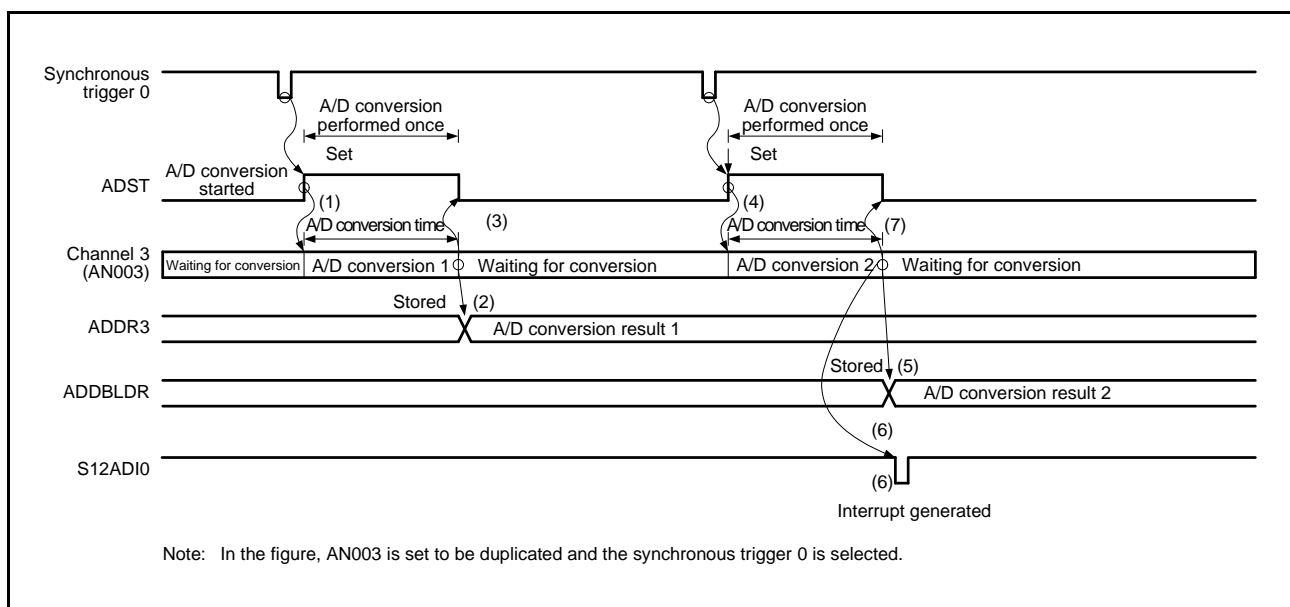 Synchronous
trigger 0
A/D conversion
performed once
A/D conversion
performed once
Set
Set
A/D conversion
started
ADST
(1)
(3)
(4)
(7)
A/D conversion time
A/D conversion time
Channel 3
(AN003)
Waiting for conversion
A/D conversion 1
Waiting for conversion
A/D conversion 2
Waiting for conversion
Stored
(2)
ADDR3
A/D conversion result 1
Stored
(5)
ADDBLDR
A/D conversion result 2
(6)
S12ADI0
(6)
Interrupt generated
Note: In the figure, AN003 is set to be duplicated and the synchronous trigger 0 is selected.